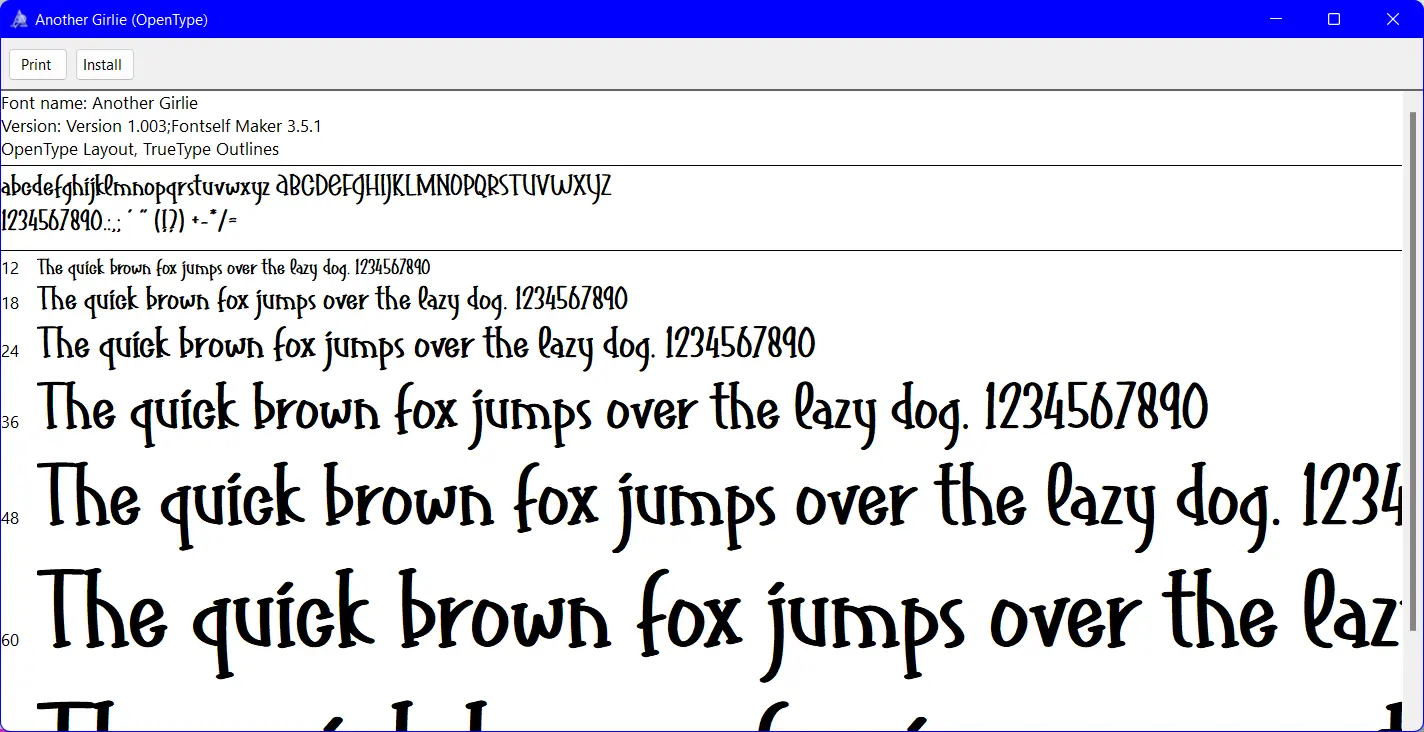 Another Girlie (OpenType)
Print Install
Font name: Another Girlie
Version: Version 1.003;Fontself Maker 3.5.1
OpenType Layout, TrueType Outlines
abcdefghijklmnopqrstuvwxyz ABCDEFGHIJKLMNOPQRSTUVWXYZ
1234567890.:,; ' " (!?) +-*/=
12 The quick brown fox jumps over the lazy dog. 1234567890
18 The quick brown fox jumps over the lazy dog. 1234567890
24 The quick brown fox jumps over the lazy dog. 1234567890
36 The quick brown fox jumps over the lazy dog. 1234567890
48 The quick brown fox jumps over the lazy dog. 1234
60 The quick brown fox jumps over the laz